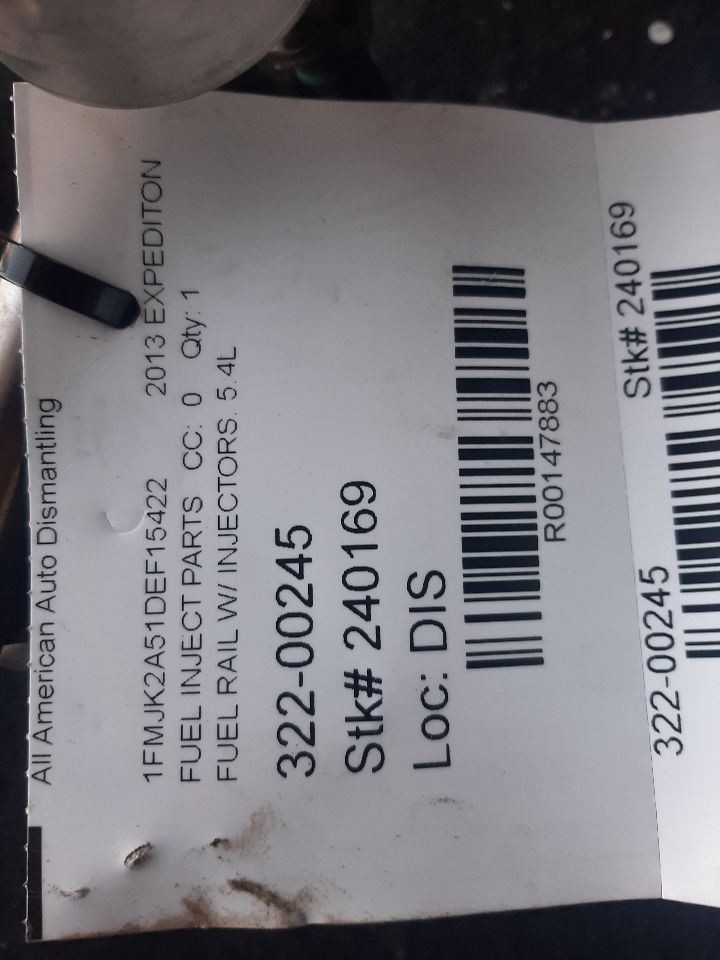 All American Auto Dismantling
1FMJK2A51DEF15422 2013 EXPEDITON
FUEL INJECT PARTS CC: 0 Qty: 1
FUEL RAIL W/ INJECTORS. 5.4L
322-00245
Stk# 240169
Loc: DIS
R00147883
322-00245 Stk# 240169